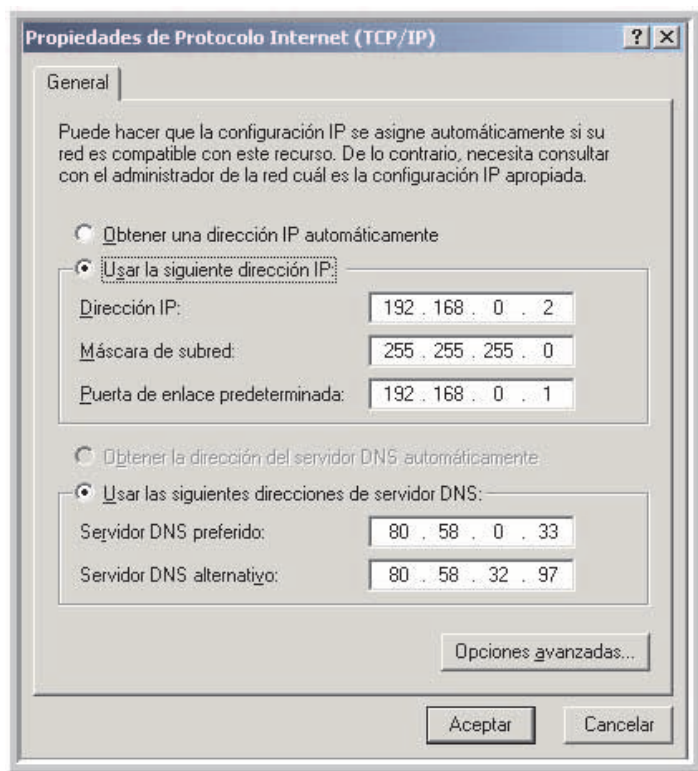 Propiedades de Protocolo Internet (TCP/IP)
General
Puede hacer que la configuración IP se asigne automáticamente si su
red es compatible con este recurso. De lo contrario, necesita consultar
con el administrador de la red cuál es la configuración IP apropiada.
Obtener una dirección IP automáticamente
Usar la siguiente dirección IP:
Dirección IP: 192 . 168 . 0 . 2
Máscara de subred: 255 . 255 . 255 . 0
Puerta de enlace predeterminada: 192 . 168 . 0 . 1
Obtener la dirección del servidor DNS automáticamente
Usar las siguientes direcciones de servidor DNS:
Servidor DNS preferido: 80 . 58 . 0 . 33
Servidor DNS alternativo: 80 . 58 . 32 . 97
Opciones avanzadas...
Aceptar Cancelar